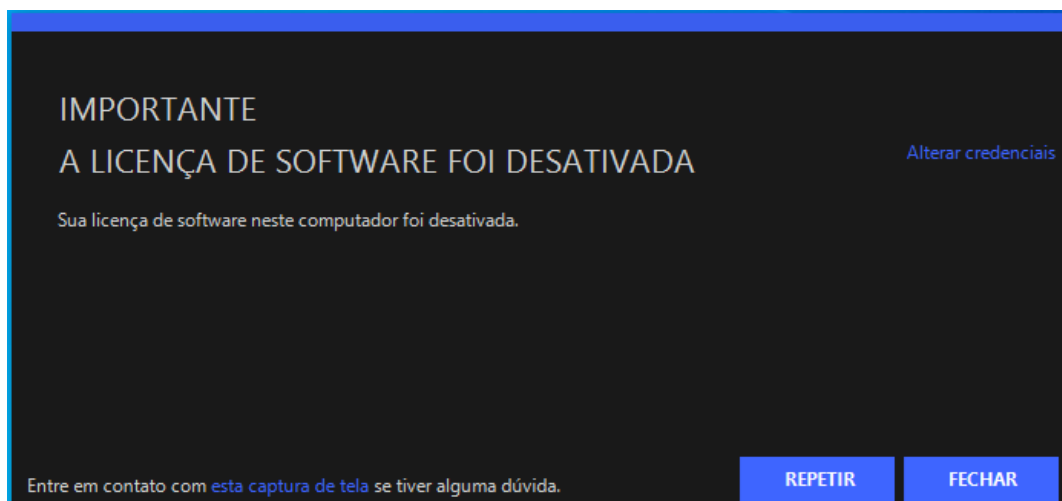 IMPORTANTE
A LICENÇA DE SOFTWARE FOI DESATIVADA
Alterar credenciais
Sua licença de software neste computador foi desativada.
Entre em contato com esta captura de tela se tiver alguma dúvida.
REPETIR
FECHAR